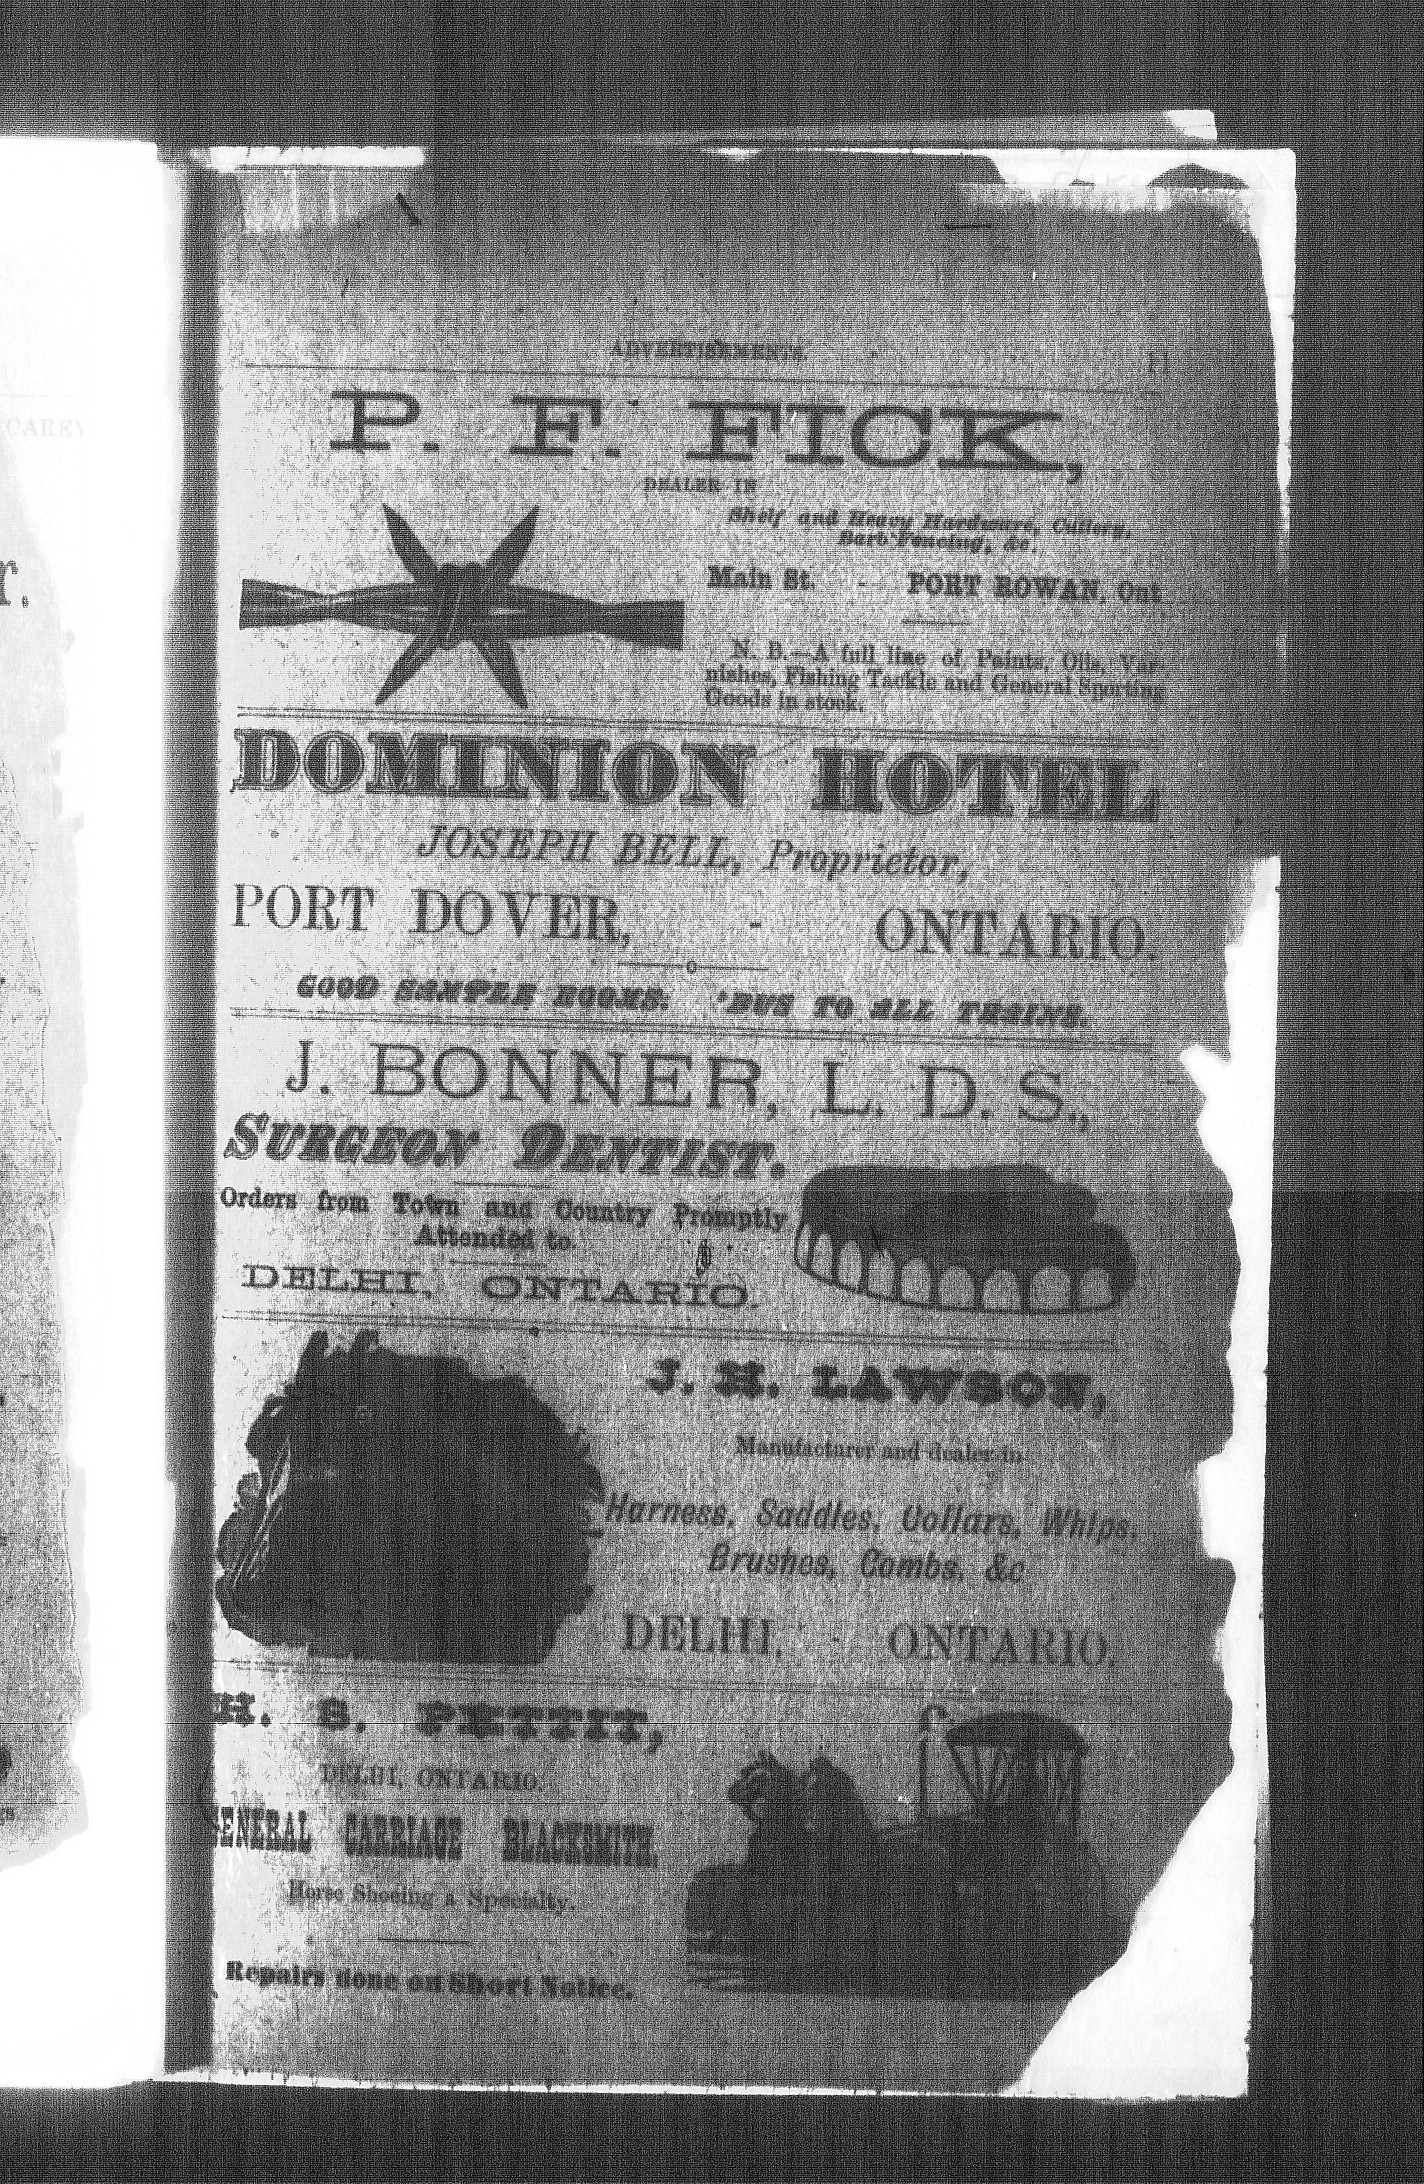 ADVERTISEMENTS. 11
P. F. FICK,
DEALER IN
Shelf and Heavy Hardware, Cutlery,
Barb Fencing, &c.
Main St. - PORT ROWAN, Ont
N. B.—A full line of Paints, Oils, Var-
nishes, Fishing Tackle and General Sporting
Goods in stock.
DOMINION HOTEL
JOSEPH BELL, Proprietor,
PORT DOVER, - ONTARIO.
GOOD SAMPLE ROOMS. 'BUS TO ALL TRAINS.
J. BONNER, L. D. S.,
SURGEON DENTIST.
Orders from Town and Country Promptly
Attended to.
DELHI, ONTARIO.
J. H. LAWSON,
Manufacturer and dealer in
Harness, Saddles, Collars, Whips,
Brushes, Combs, &c
DELHI, - ONTARIO.
H. S. PETTIT,
DELHI, ONTARIO.
GENERAL CARRIAGE BLACKSMITH.
Horse Shoeing a Specialty.
Repairs done on Short Notice.
CAREY
r.